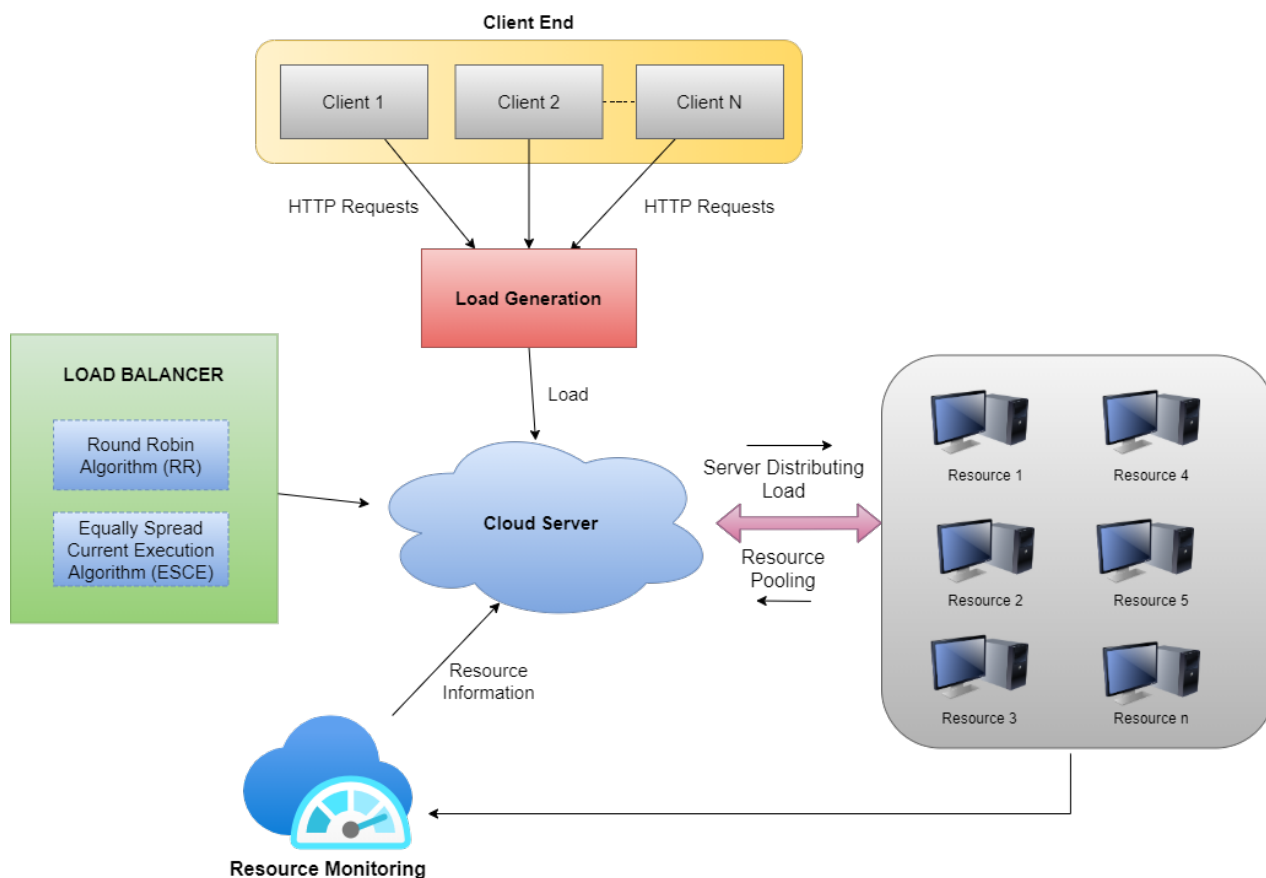 Client End
Client 1
Client 2
Client N
HTTP Requests
HTTP Requests
Load Generation
Load
LOAD BALANCER
Round Robin
Algorithm (RR)
Equally Spread
Current Execution
Algorithm (ESCE)
Cloud Server
Server Distributing
Load
Resource
Pooling
Resource 1
Resource 4
Resource 2
Resource 5
Resource 3
Resource n
Resource
Information
Resource Monitoring